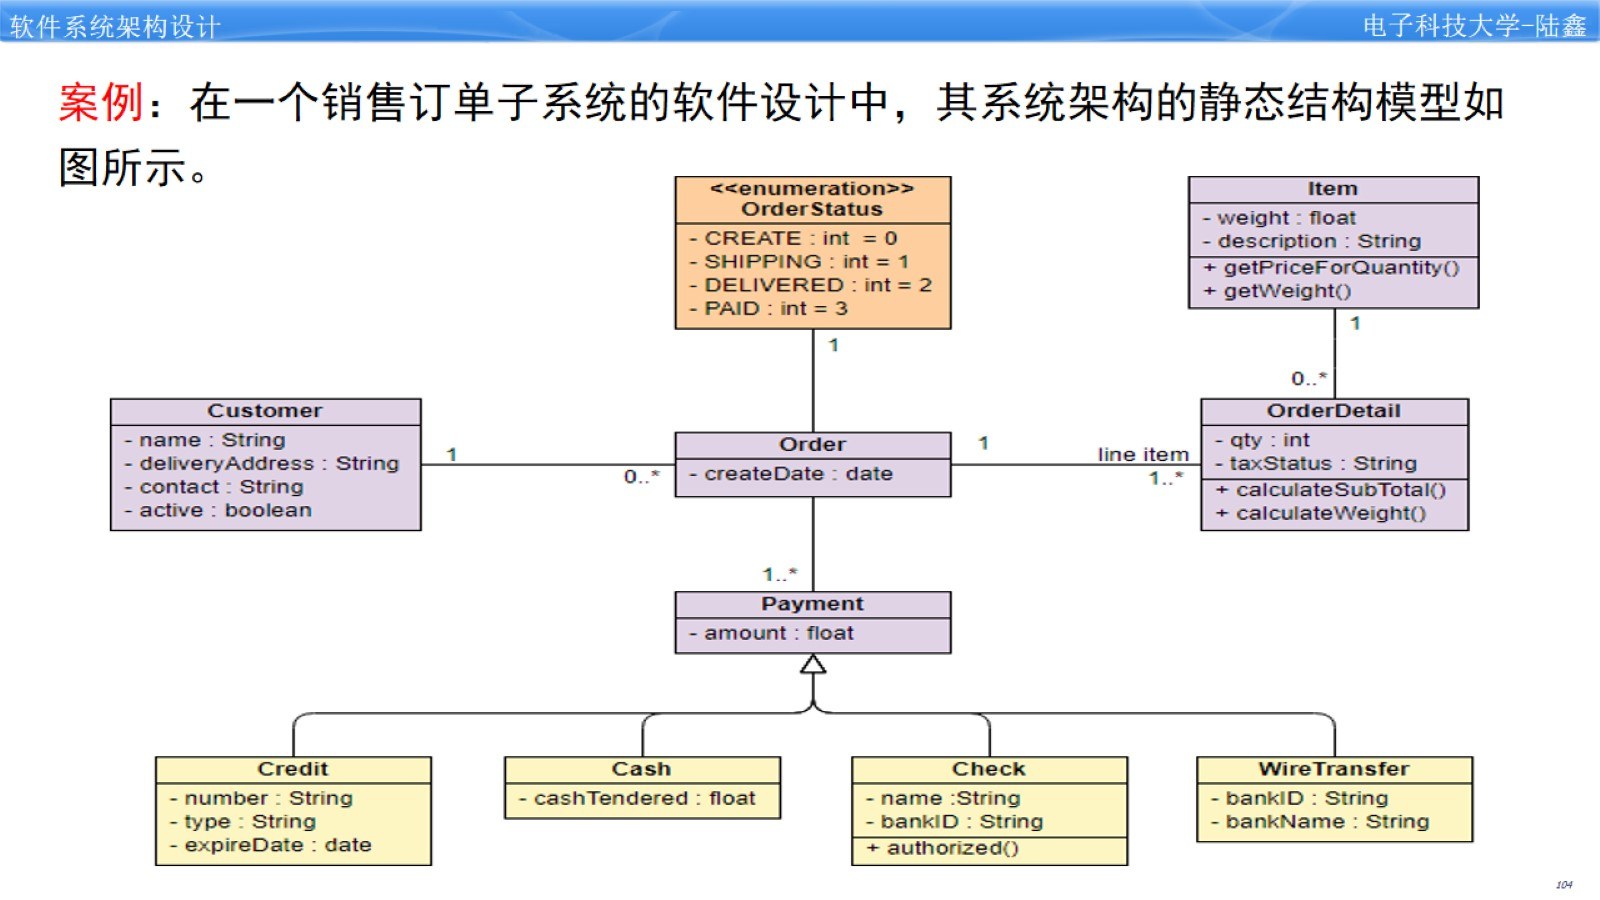 软件系统架构设计
电子科技大学-陆鑫
案例：在一个销售订单子系统的软件设计中，其系统架构的静态结构模型如
图所示。
<<enumeration>>
OrderStatus
- CREATE : int = 0
- SHIPPING : int = 1
- DELIVERED : int = 2
- PAID : int = 3
1
Item
- weight : float
- description : String
+ getPriceForQuantity()
+ getWeight()
1
0..*
Customer
- name : String
- deliveryAddress : String
- contact : String
- active : boolean
1
0..*
Order
- createDate : date
1
line item
1..*
OrderDetail
- qty : int
- taxStatus : String
+ calculateSubTotal()
+ calculateWeight()
1..*
Payment
- amount : float
Credit
- number : String
- type : String
- expireDate : date
Cash
- cashTendered : float
Check
- name :String
- bankID : String
+ authorized()
WireTransfer
- bankID : String
- bankName : String
104